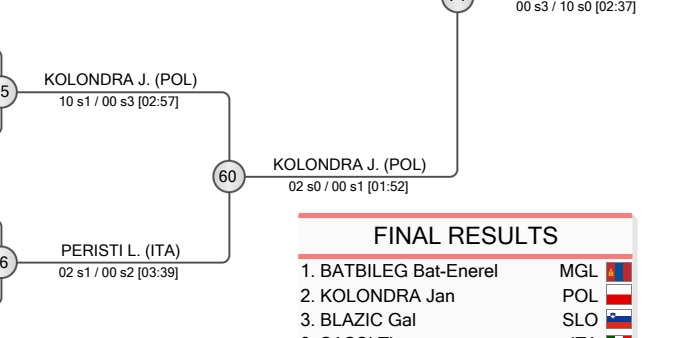 00 s3 / 10 s0 [02:37]
KOLONDRA J. (POL)
5
10 s1 / 00 s3 [02:57]
KOLONDRA J. (POL)
60
02 s0 / 00 s1 [01:52]
PERISTI L. (ITA)
6
02 s1 / 00 s2 [03:39]
FINAL RESULTS
1. BATBILEG Bat-Enerel MGL
2. KOLONDRA Jan POL
3. BLAZIC Gal SLO